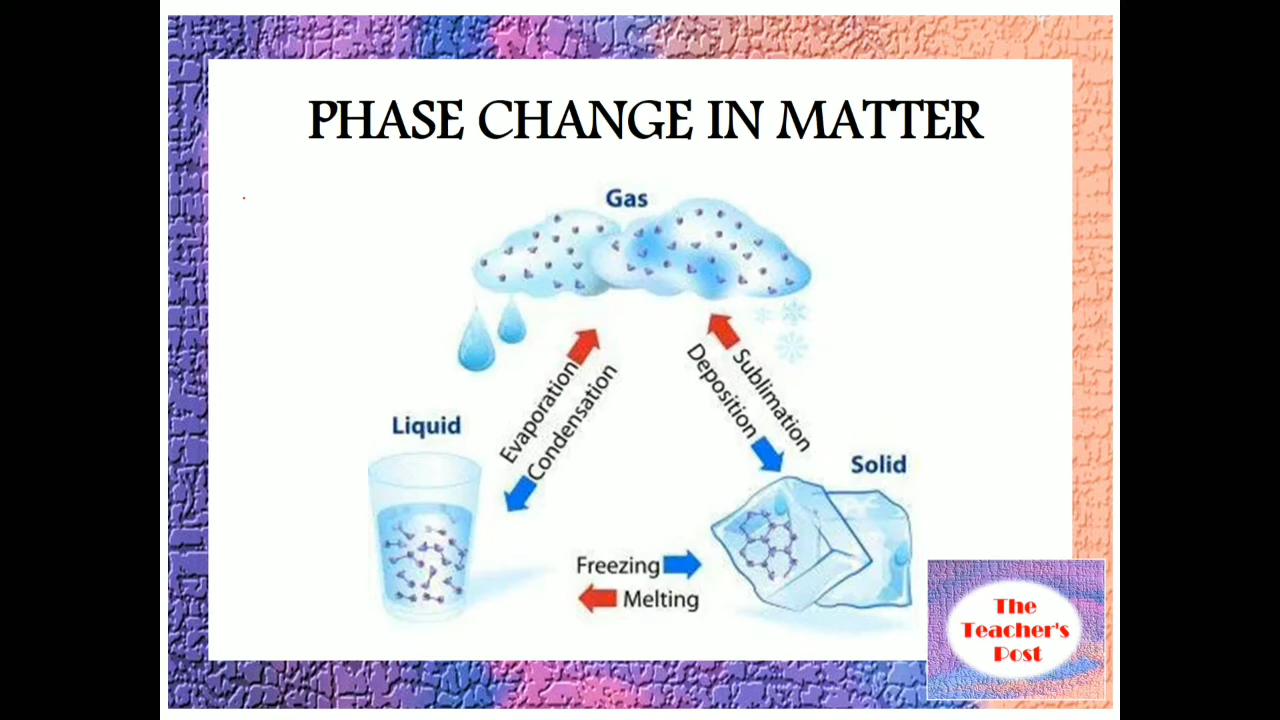 PHASE CHANGE IN MATTER
Gas
Evaporation
Condensation
Deposition
Sublimation
Liquid
Solid
Freezing
Melting
The
Teacher's
Post